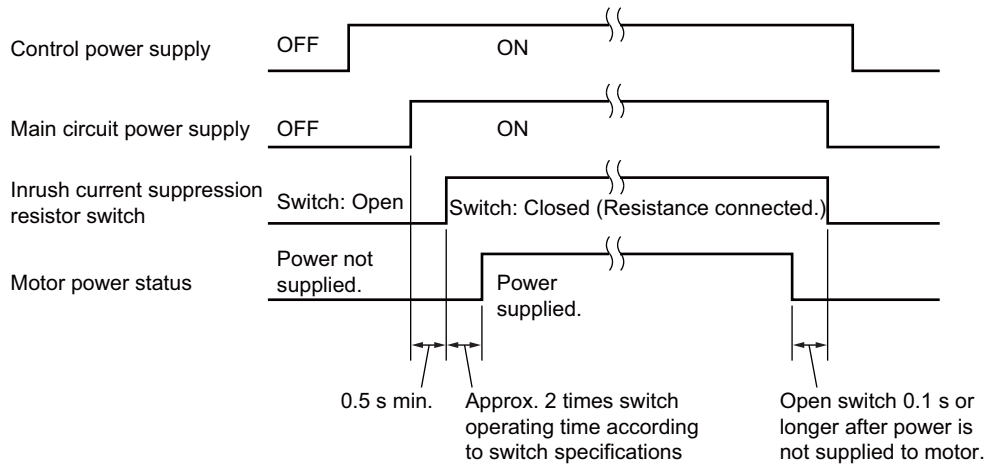 Control power supply
OFF
ON
Main circuit power supply
OFF
ON
Inrush current suppression
resistor switch
Switch: Open
Switch: Closed (Resistance connected.)
Motor power status
Power not
supplied.
Power
supplied.
0.5 s min.
Approx. 2 times switch
operating time according
to switch specifications
Open switch 0.1 s or
longer after power is
not supplied to motor.